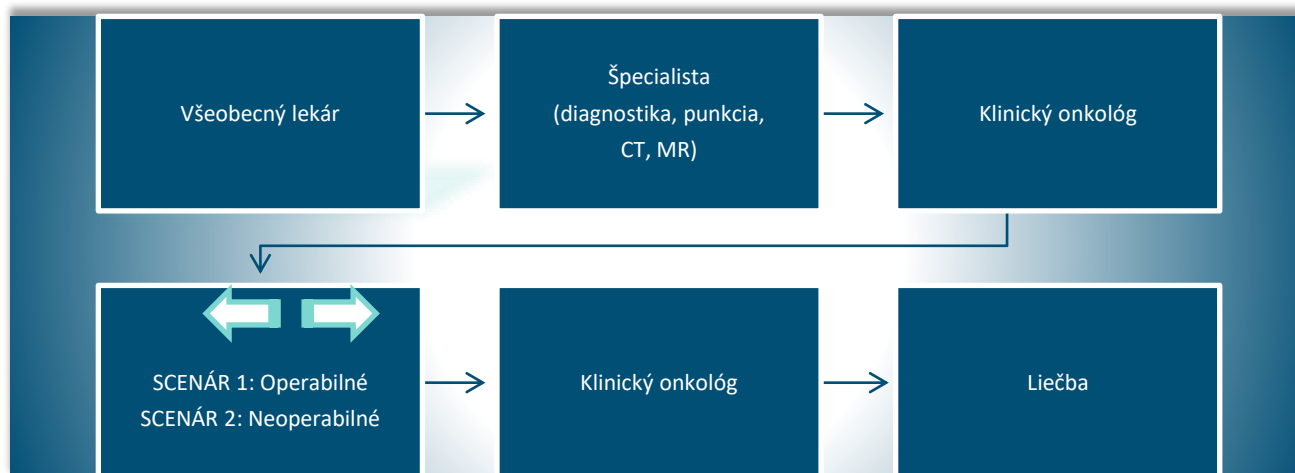 Všeobecný lekár
Špecialista
(diagnostika, punkcia,
CT, MR)
Klinický onkológ
SCENÁR 1: Operabilné
SCENÁR 2: Neoperabilné
Klinický onkológ
Liečba